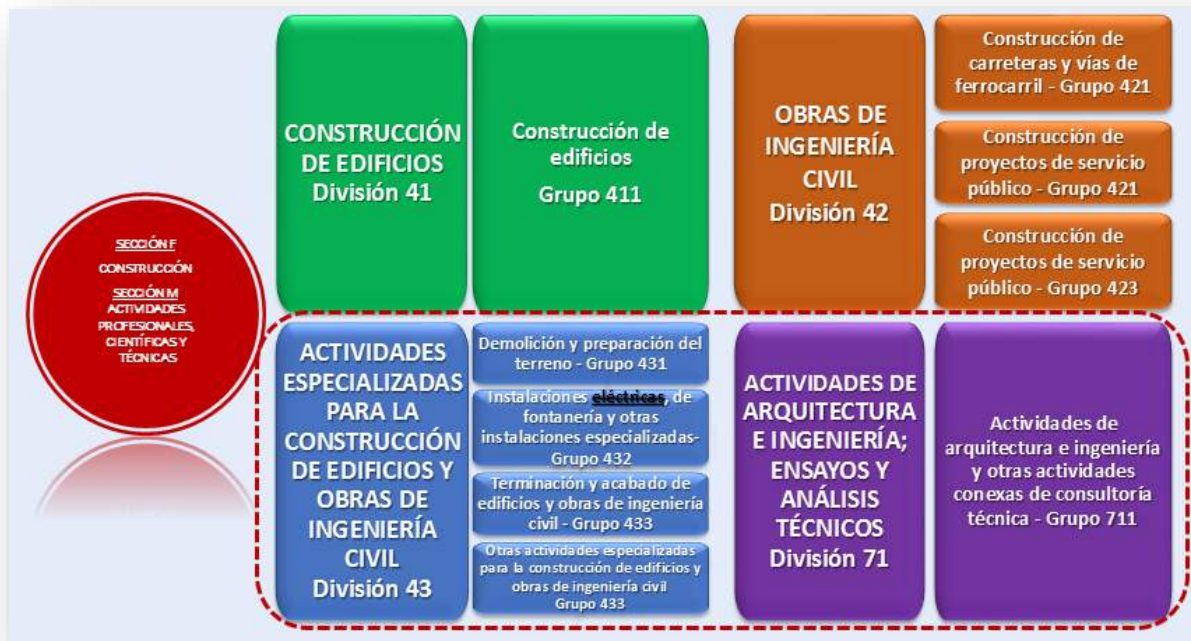 SECCIÓN F
CONSTRUCCIÓN
SECCIÓN M
ACTIVIDADES
PROFESIONALES,
CIENTÍFICAS Y
TÉCNICAS
CONSTRUCCIÓN
DE EDIFICIOS
División 41
Construcción de
edificios
Grupo 411
OBRAS DE
INGENIERÍA
CIVIL
División 42
Construcción de
carreteras y vías de
ferrocarril - Grupo 421
Construcción de
proyectos de servicio
público - Grupo 421
Construcción de
proyectos de servicio
público - Grupo 423
ACTIVIDADES
ESPECIALIZADAS
PARA LA
CONSTRUCCIÓN
DE EDIFICIOS Y
OBRAS DE
INGENIERÍA
CIVIL
División 43
Demolición y preparación del
terreno - Grupo 431
Instalaciones eléctricas, de
fontanería y otras
instalaciones especializadas-
Grupo 432
Terminación y acabado de
edificios y obras de ingeniería
civil - Grupo 433
Otras actividades especializadas
para la construcción de edificios y
obras de ingeniería civil
Grupo 433
ACTIVIDADES DE
ARQUITECTURA
E INGENIERÍA;
ENSAYOS Y
ANÁLISIS
TÉCNICOS
División 71
Actividades de
arquitectura e ingeniería
y otras actividades
conexas de consultoría
técnica - Grupo 711